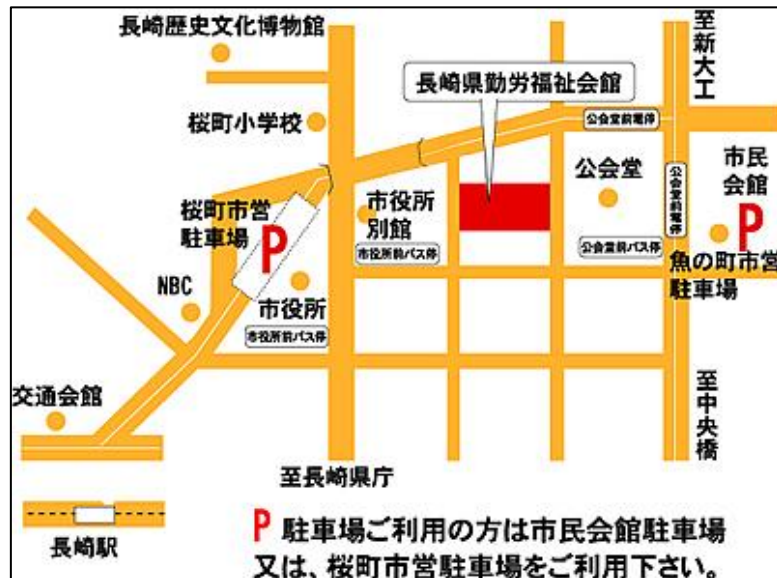 長崎歴史文化博物館
至新大工
長崎県勤労福祉会館
桜町小学校
公会堂前電停
市民
会館
公会堂
公会堂前電停
P
市役所
別館
桜町市営
駐車場
P
市役所前バス停
公会堂前バス停
魚の町市営
駐車場
NBC
市役所
市役所前バス停
至中央橋
交通会館
至長崎県庁
長崎駅
P 駐車場ご利用の方は市民会館駐車場
又は、桜町市営駐車場をご利用下さい。